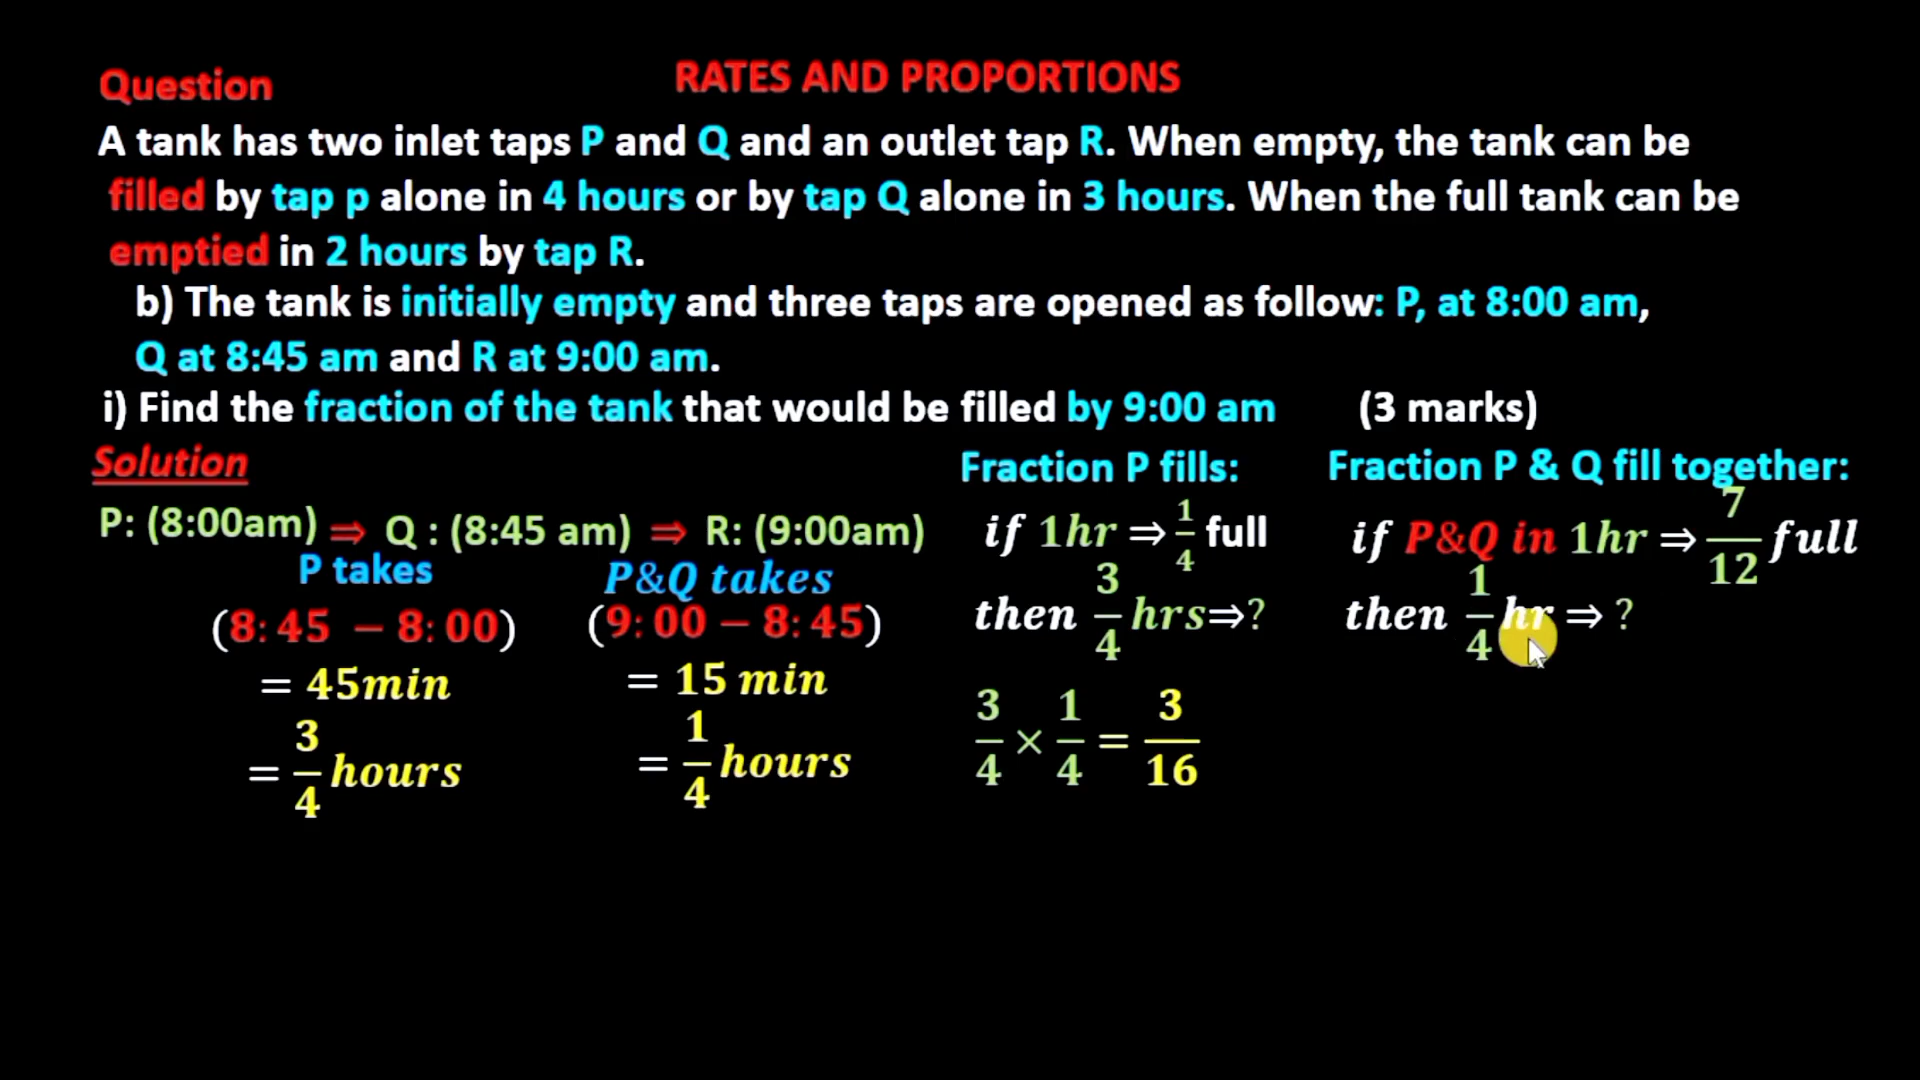 RATES AND PROPORTIONS
Question
A tank has two inlet taps P and Q and an outlet tap R. When empty, the tank can be
filled by tap p alone in 4 hours or by tap Q alone in 3 hours. When the full tank can be
emptied in 2 hours by tap R.
b) The tank is initially empty and three taps are opened as follow: P, at 8:00 am,
Q at 8:45 am and R at 9:00 am.
i) Find the fraction of the tank that would be filled by 9:00 am (3 marks)
Solution
P: (8:00am) ⇒ Q : (8:45 am) ⇒ R: (9:00am)
P takes
(8: 45 − 8: 00)
= 45min
= 3/4 hours
P&Q takes
(9: 00 − 8: 45)
= 15 min
= 1/4 hours
Fraction P fills:
if 1hr ⇒ 1/4 full
then 3/4 hrs⇒?
3/4 × 1/4 = 3/16
Fraction P & Q fill together:
if P&Q in 1hr ⇒ 7/12 full
then 1/4 hr ⇒ ?